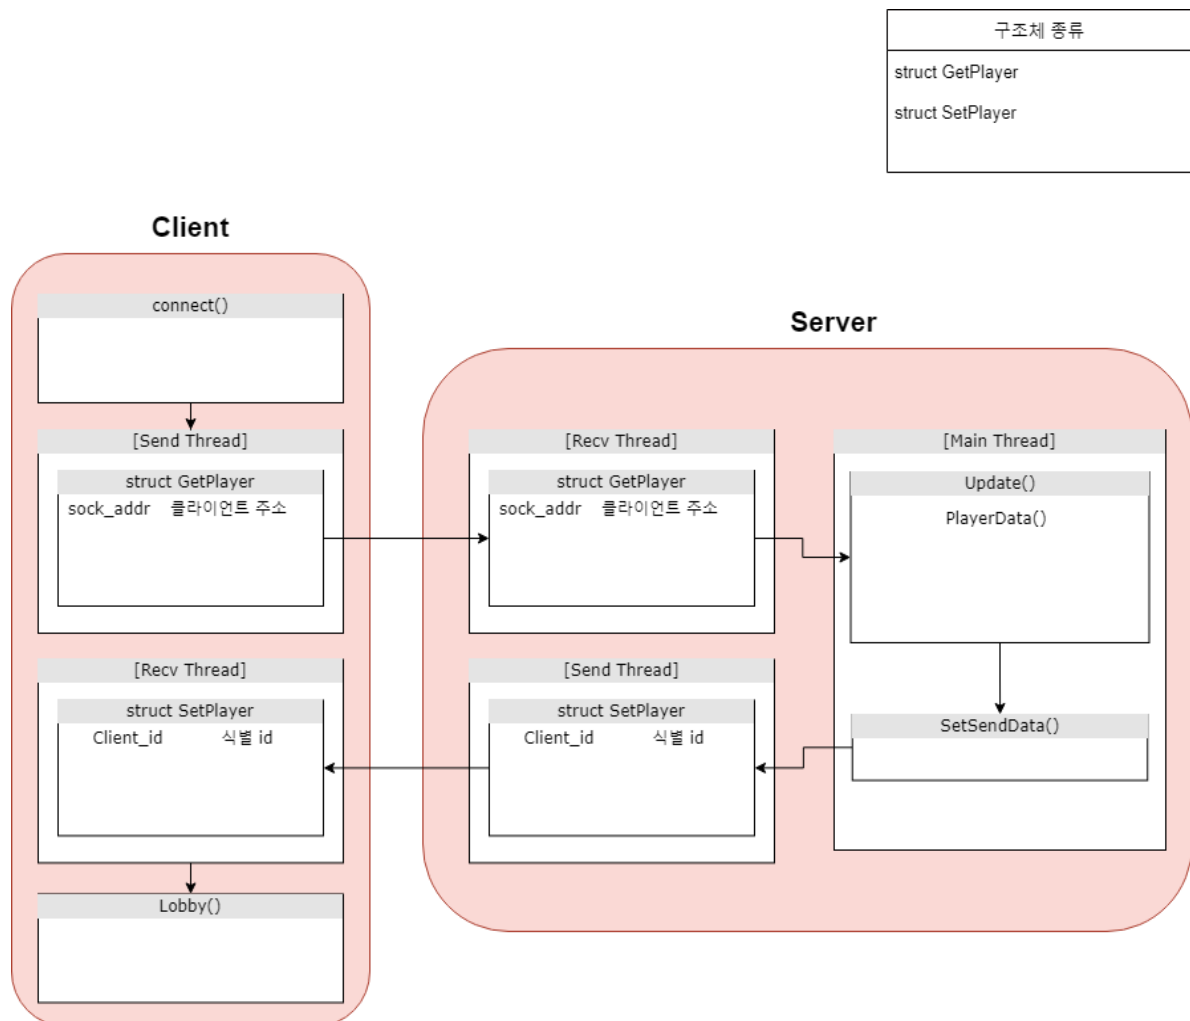 구조체 종류
struct GetPlayer
struct SetPlayer
Client
connect()
[Send Thread]
struct GetPlayer
sock_addr 클라이언트 주소
[Recv Thread]
struct SetPlayer
Client_id 식별 id
Lobby()
Server
[Recv Thread]
struct GetPlayer
sock_addr 클라이언트 주소
[Send Thread]
struct SetPlayer
Client_id 식별 id
[Main Thread]
Update()
PlayerData()
SetSendData()